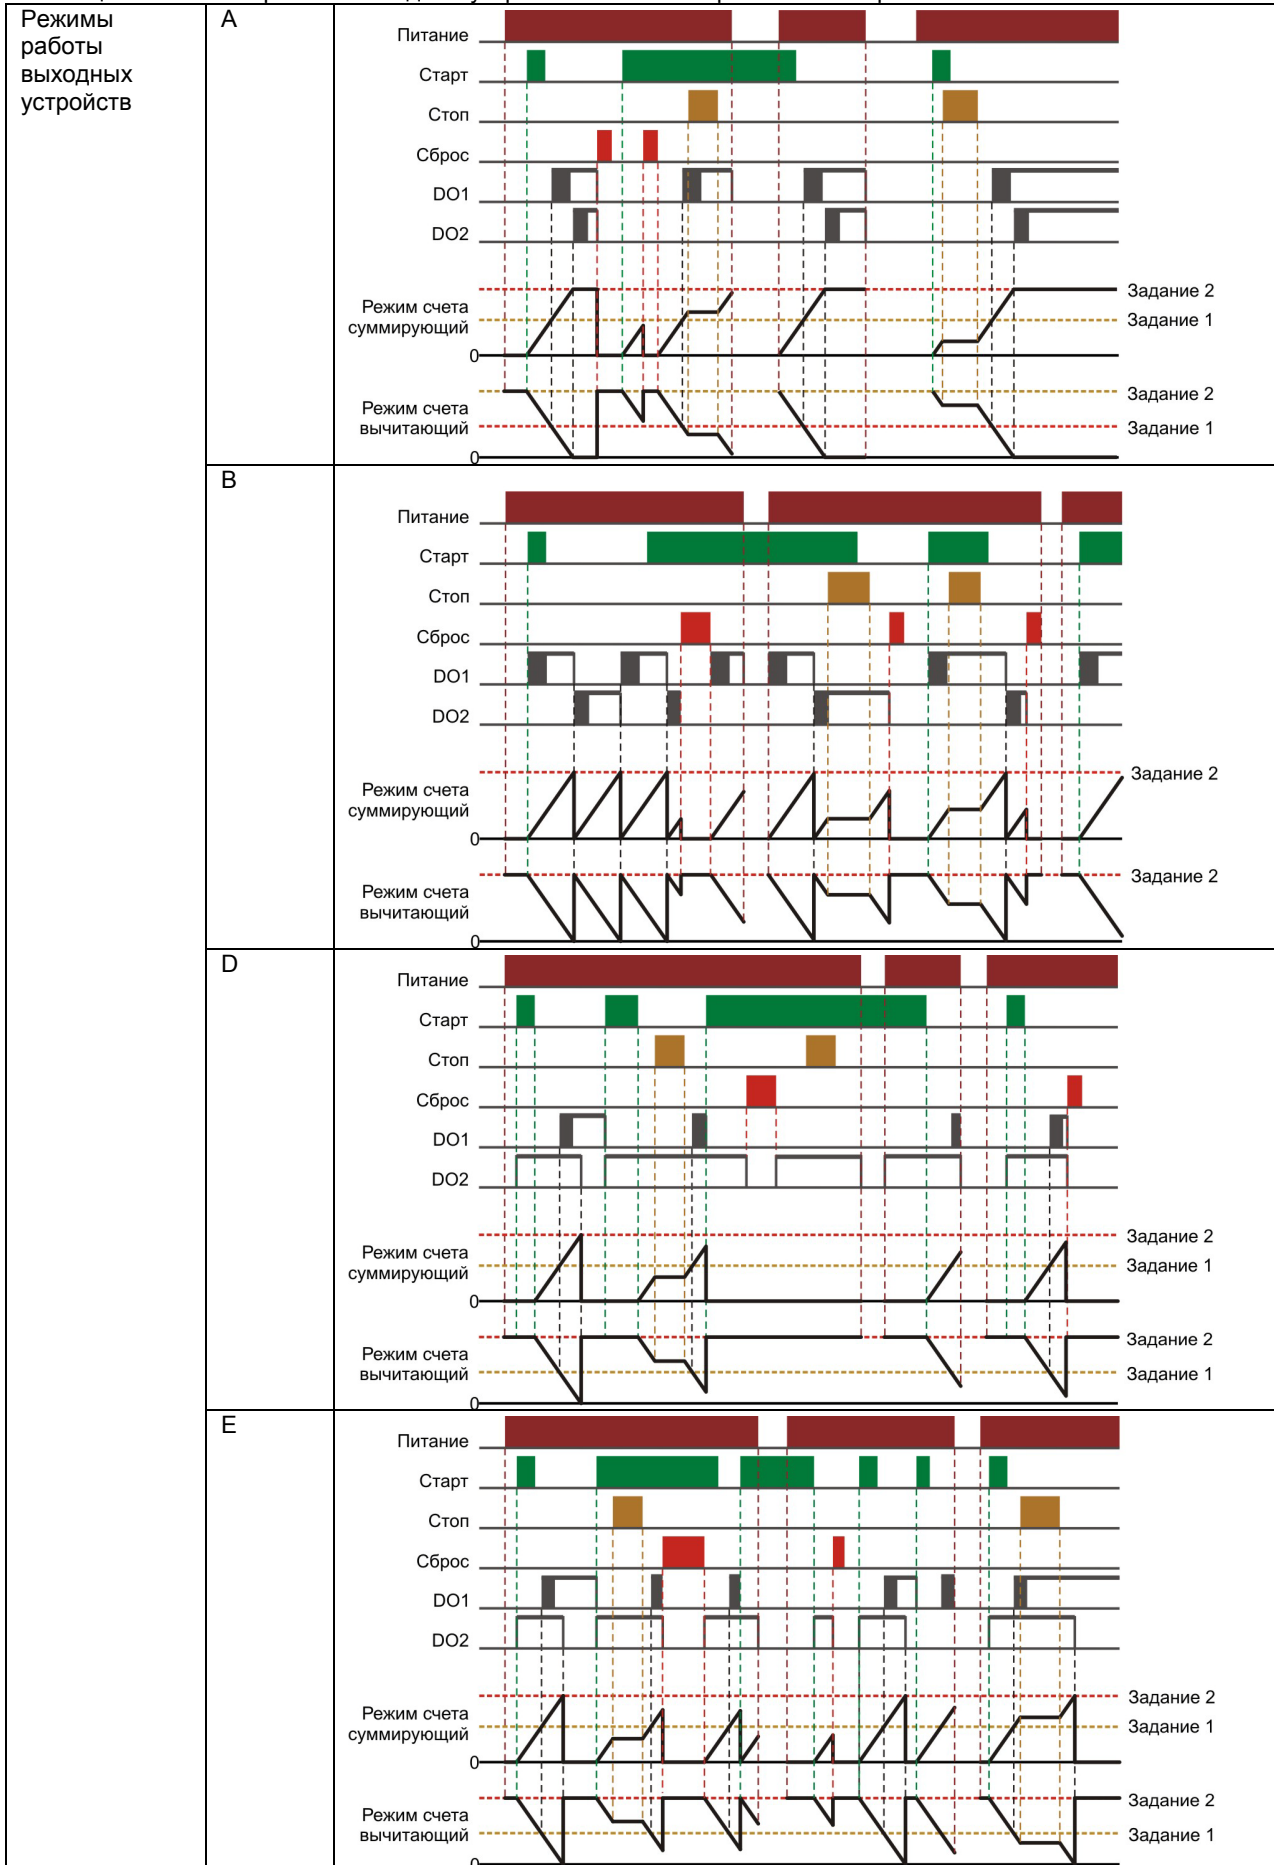 Режимы
работы
выходных
устройств
A
Питание
Старт
Стоп
Сброс
DO1
DO2
Режим счета
суммирующий
0
Задание 2
Задание 1
Режим счета
вычитающий
0
Задание 2
Задание 1
B
Питание
Старт
Стоп
Сброс
DO1
DO2
Режим счета
суммирующий
0
Задание 2
Режим счета
вычитающий
0
Задание 2
D
Питание
Старт
Стоп
Сброс
DO1
DO2
Режим счета
суммирующий
0
Задание 2
Задание 1
Режим счета
вычитающий
0
Задание 2
Задание 1
E
Питание
Старт
Стоп
Сброс
DO1
DO2
Режим счета
суммирующий
0
Задание 2
Задание 1
Режим счета
вычитающий
0
Задание 2
Задание 1